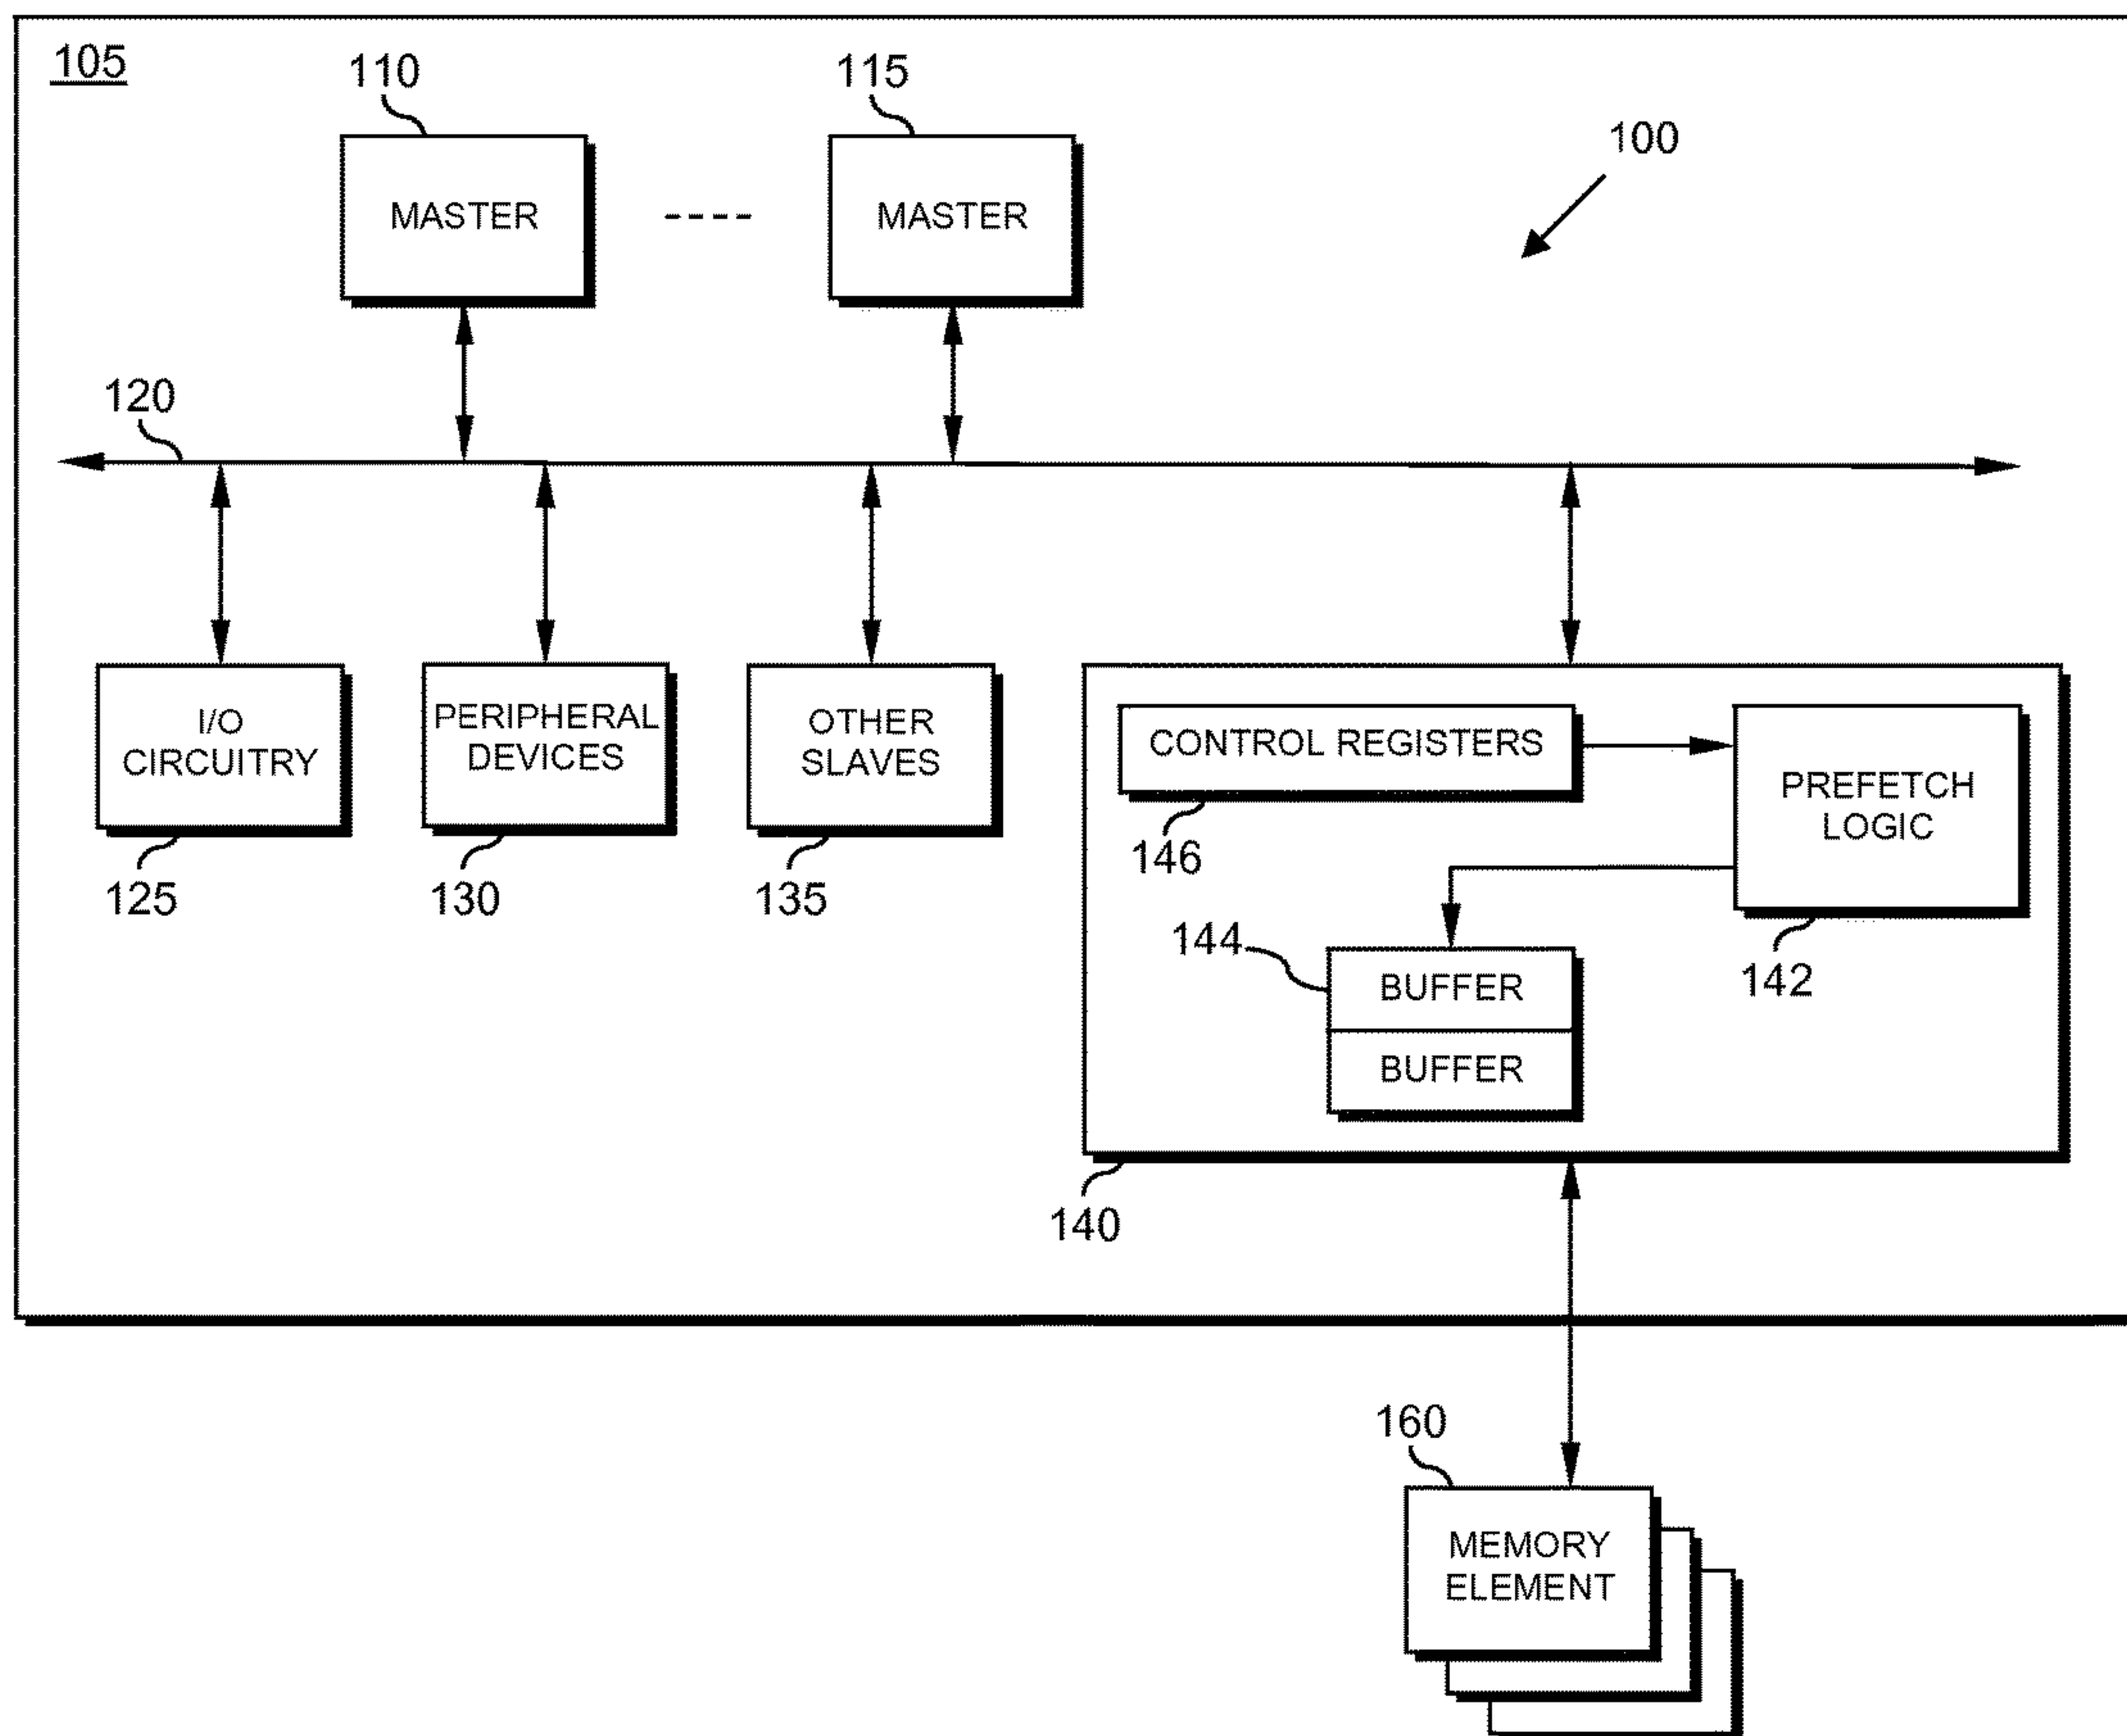 105
110
115
100
MASTER
----
MASTER
120
I/O
CIRCUITRY
PERIPHERAL
DEVICES
OTHER
SLAVES
CONTROL REGISTERS
PREFETCH
LOGIC
125
130
135
146
144
142
BUFFER
BUFFER
140
160
MEMORY
ELEMENT